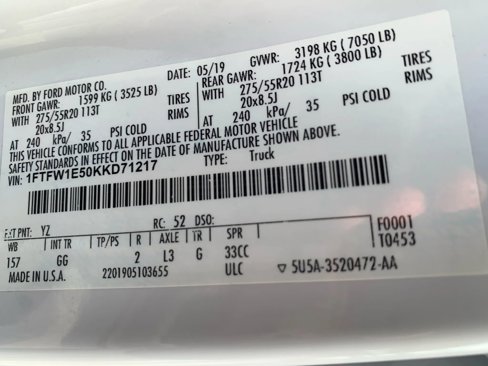 MFD. BY FORD MOTOR CO.
DATE: 05/19 GVWR: 3198 KG ( 7050 LB)
FRONT GAWR: 1599 KG ( 3525 LB) REAR GAWR: 1724 KG ( 3800 LB)
WITH 275/55R20 113T TIRES WITH 275/55R20 113T TIRES
20x8.5J RIMS 20x8.5J RIMS
AT 240 kPa/ 35 PSI COLD AT 240 kPa/ 35 PSI COLD
THIS VEHICLE CONFORMS TO ALL APPLICABLE FEDERAL MOTOR VEHICLE
SAFETY STANDARDS IN EFFECT ON THE DATE OF MANUFACTURE SHOWN ABOVE.
VIN: 1FTFW1E50KKD71217 TYPE: Truck
EXT PNT: YZ RC: 52 DSO: F0001
WB INT TR TP/PS R AXLE TR SPR T0453
157 GG 2 L3 G 33CC
MADE IN U.S.A. 2201905103655 ULC ▽ 5U5A-3520472-AA